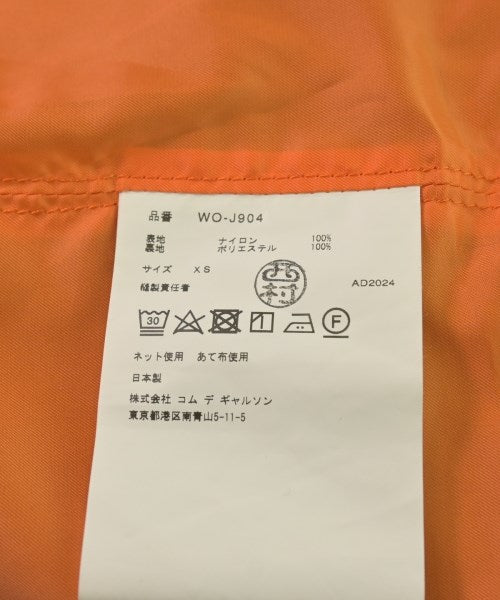 品番 WO-J904
表地 ナイロン 100%
裏地 ポリエステル 100%
サイズ XS
縫製責任者
西村
AD2024
30 F
ネット使用 あて布使用
日本製
株式会社 コム デ ギャルソン
東京都港区南青山5-11-5